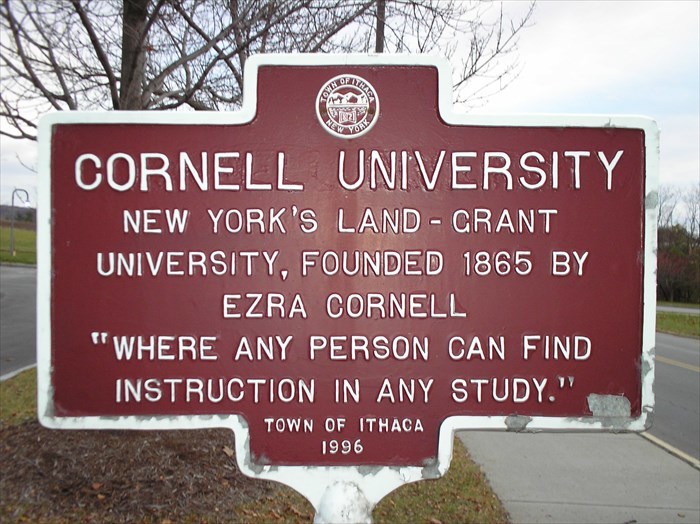 TOWN OF ITHACA
NEW YORK
CORNELL UNIVERSITY
NEW YORK'S LAND-GRANT
UNIVERSITY, FOUNDED 1865 BY
EZRA CORNELL
"WHERE ANY PERSON CAN FIND
INSTRUCTION IN ANY STUDY."
TOWN OF ITHACA
1996